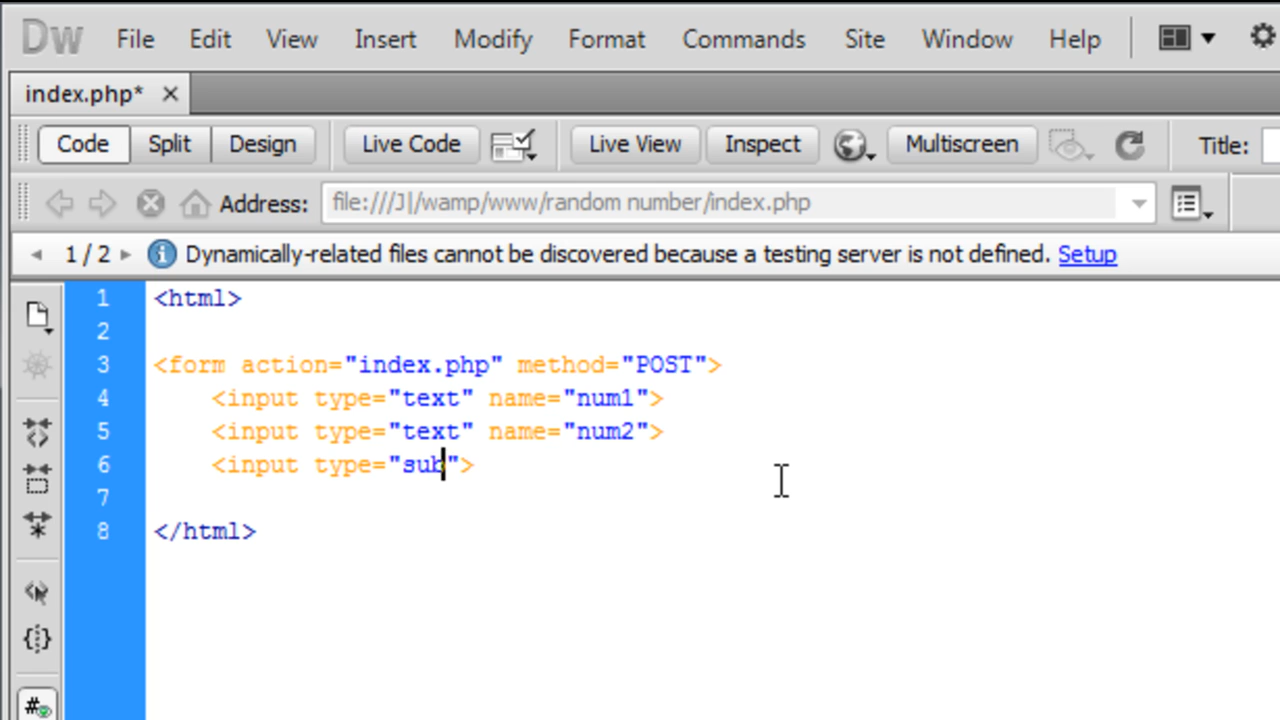 Dw File Edit View Insert Modify Format Commands Site Window Help
index.php*
Code Split Design Live Code Live View Inspect Multiscreen Title:
Address: file:///J|/wamp/www/random number/index.php
1 / 2 Dynamically-related files cannot be discovered because a testing server is not defined. Setup
1 <html>
2
3 <form action="index.php" method="POST">
4 <input type="text" name="num1">
5 <input type="text" name="num2">
6 <input type="sub">
7
8 </html>